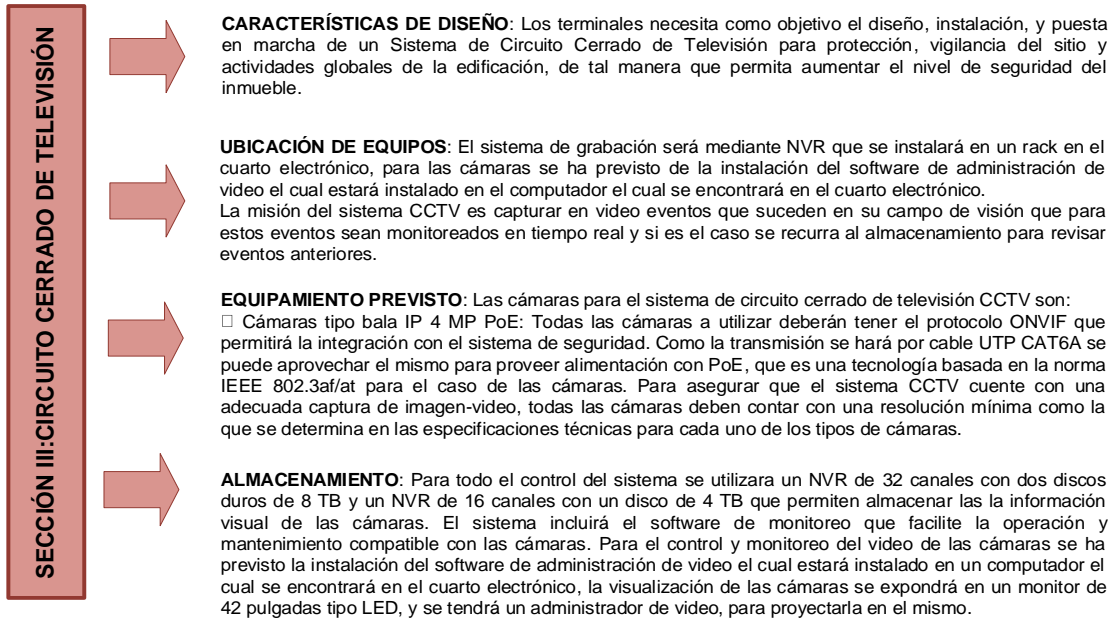 SECCIÓN III:CIRCUITO CERRADO DE TELEVISIÓN
CARACTERÍSTICAS DE DISEÑO: Los terminales necesita como objetivo el diseño, instalación, y puesta
en marcha de un Sistema de Circuito Cerrado de Televisión para protección, vigilancia del sitio y
actividades globales de la edificación, de tal manera que permita aumentar el nivel de seguridad del
inmueble.
UBICACIÓN DE EQUIPOS: El sistema de grabación será mediante NVR que se instalará en un rack en el
cuarto electrónico, para las cámaras se ha previsto de la instalación del software de administración de
video el cual estará instalado en el computador el cual se encontrará en el cuarto electrónico.
La misión del sistema CCTV es capturar en video eventos que suceden en su campo de visión que para
estos eventos sean monitoreados en tiempo real y si es el caso se recurra al almacenamiento para revisar
eventos anteriores.
EQUIPAMIENTO PREVISTO: Las cámaras para el sistema de circuito cerrado de televisión CCTV son:
□ Cámaras tipo bala IP 4 MP PoE: Todas las cámaras a utilizar deberán tener el protocolo ONVIF que
permitirá la integración con el sistema de seguridad. Como la transmisión se hará por cable UTP CAT6A se
puede aprovechar el mismo para proveer alimentación con PoE, que es una tecnología basada en la norma
IEEE 802.3af/at para el caso de las cámaras. Para asegurar que el sistema CCTV cuente con una
adecuada captura de imagen-video, todas las cámaras deben contar con una resolución mínima como la
que se determina en las especificaciones técnicas para cada uno de los tipos de cámaras.
ALMACENAMIENTO: Para todo el control del sistema se utilizara un NVR de 32 canales con dos discos
duros de 8 TB y un NVR de 16 canales con un disco de 4 TB que permiten almacenar las la información
visual de las cámaras. El sistema incluirá el software de monitoreo que facilite la operación y
mantenimiento compatible con las cámaras. Para el control y monitoreo del video de las cámaras se ha
previsto la instalación del software de administración de video el cual estará instalado en un computador el
cual se encontrará en el cuarto electrónico, la visualización de las cámaras se expondrá en un monitor de
42 pulgadas tipo LED, y se tendrá un administrador de video, para proyectarla en el mismo.